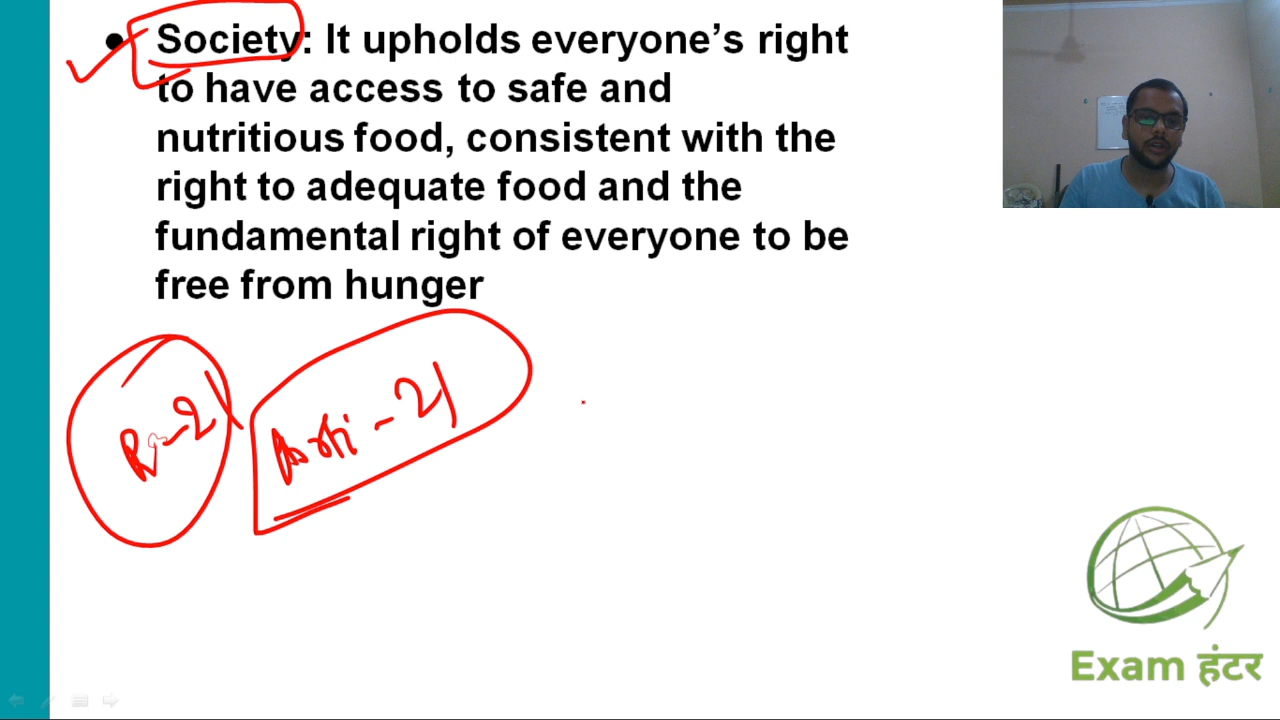 • Society: It upholds everyone’s right
to have access to safe and
nutritious food, consistent with the
right to adequate food and the
fundamental right of everyone to be
free from hunger
Arti - 21
Exam हंटर